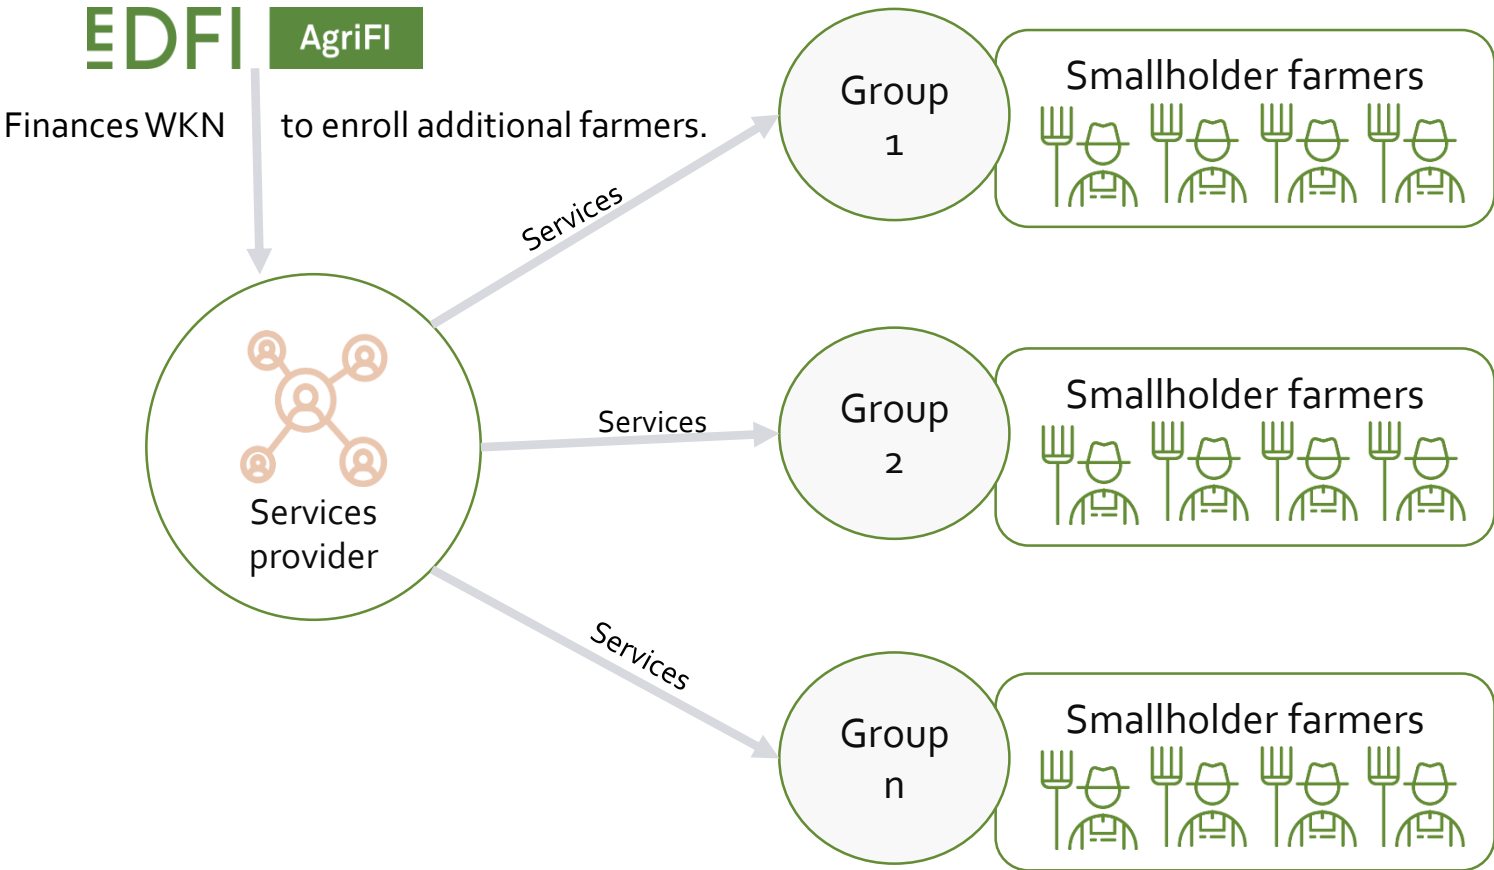 EDFI AgriFI
Finances WKN to enroll additional farmers.
Services
provider
Services
Services
Services
Group
1
Smallholder farmers
Group
2
Smallholder farmers
Group
n
Smallholder farmers